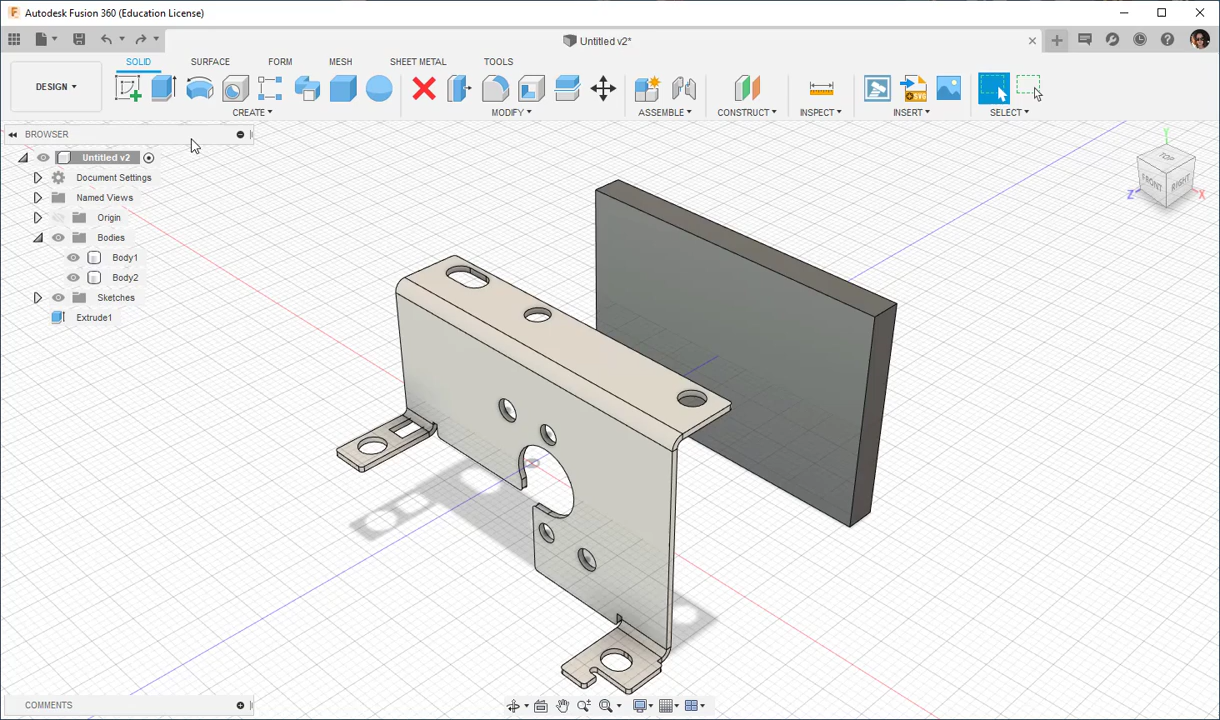 Autodesk Fusion 360 (Education License)
Untitled v2*
SOLID SURFACE FORM MESH SHEET METAL TOOLS
DESIGN
CREATE MODIFY ASSEMBLE CONSTRUCT INSPECT INSERT SELECT
SVG
BROWSER
Untitled v2
Document Settings
Named Views
Origin
Bodies
Body1
Body2
Sketches
Extrude1
Y
TOP
FRONT
RIGHT
Z
X
COMMENTS